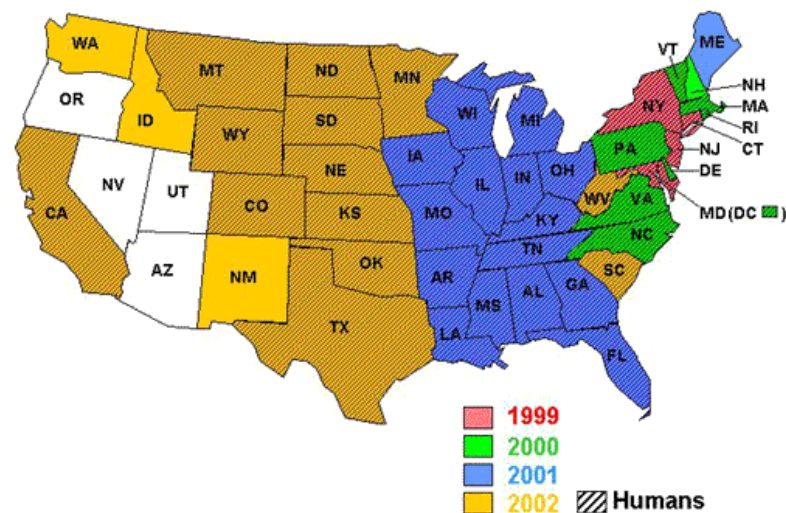 WA
MT
ND
MN
VT
ME
OR
ID
WY
SD
WI
MI
NY
NH
MA
RI
CT
NJ
DE
MD (DC )
CA
NV
UT
CO
NE
KS
IA
MO
IL
IN
OH
PA
WV
VA
KY
NC
TN
SC
AZ
NM
OK
TX
AR
LA
MS
AL
GA
FL
1999
2000
2001
2002
Humans